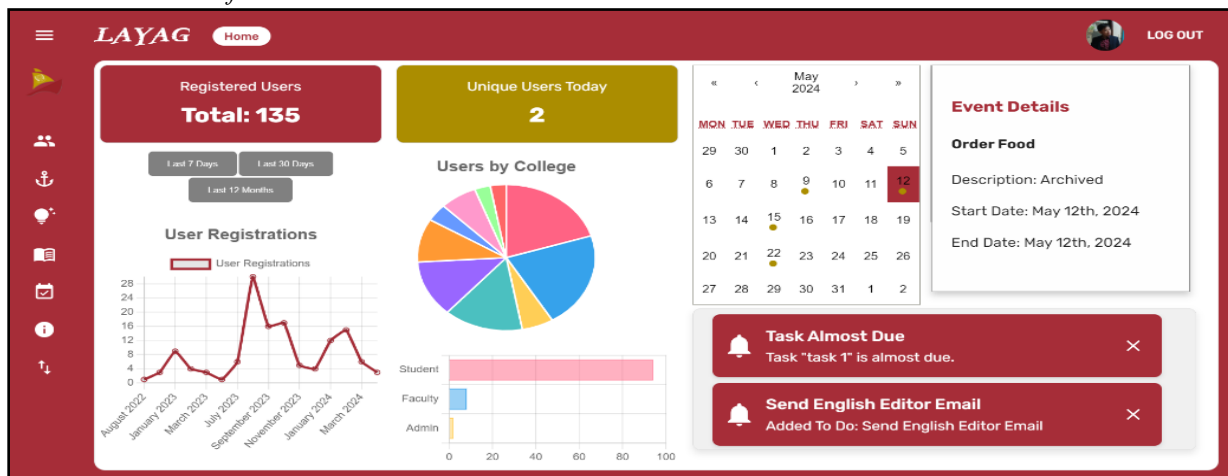 LAYAG
Home
LOG OUT
Registered Users
Total: 135
Unique Users Today
2
Last 7 Days
Last 30 Days
Last 12 Months
User Registrations
User Registrations
28
24
20
16
12
8
4
0
August 2022
January 2023
March 2023
July 2023
September 2023
November 2023
January 2024
March 2024
Users by College
Student
Faculty
Admin
0 20 40 60 80 100
« ‹ May 2024 › »
MON TUE WED THU FRI SAT SUN
29 30 1 2 3 4 5
6 7 8 9 10 11 12
13 14 15 16 17 18 19
20 21 22 23 24 25 26
27 28 29 30 31 1 2
Event Details
Order Food
Description: Archived
Start Date: May 12th, 2024
End Date: May 12th, 2024
Task Almost Due
Task "task 1" is almost due.
Send English Editor Email
Added To Do: Send English Editor Email